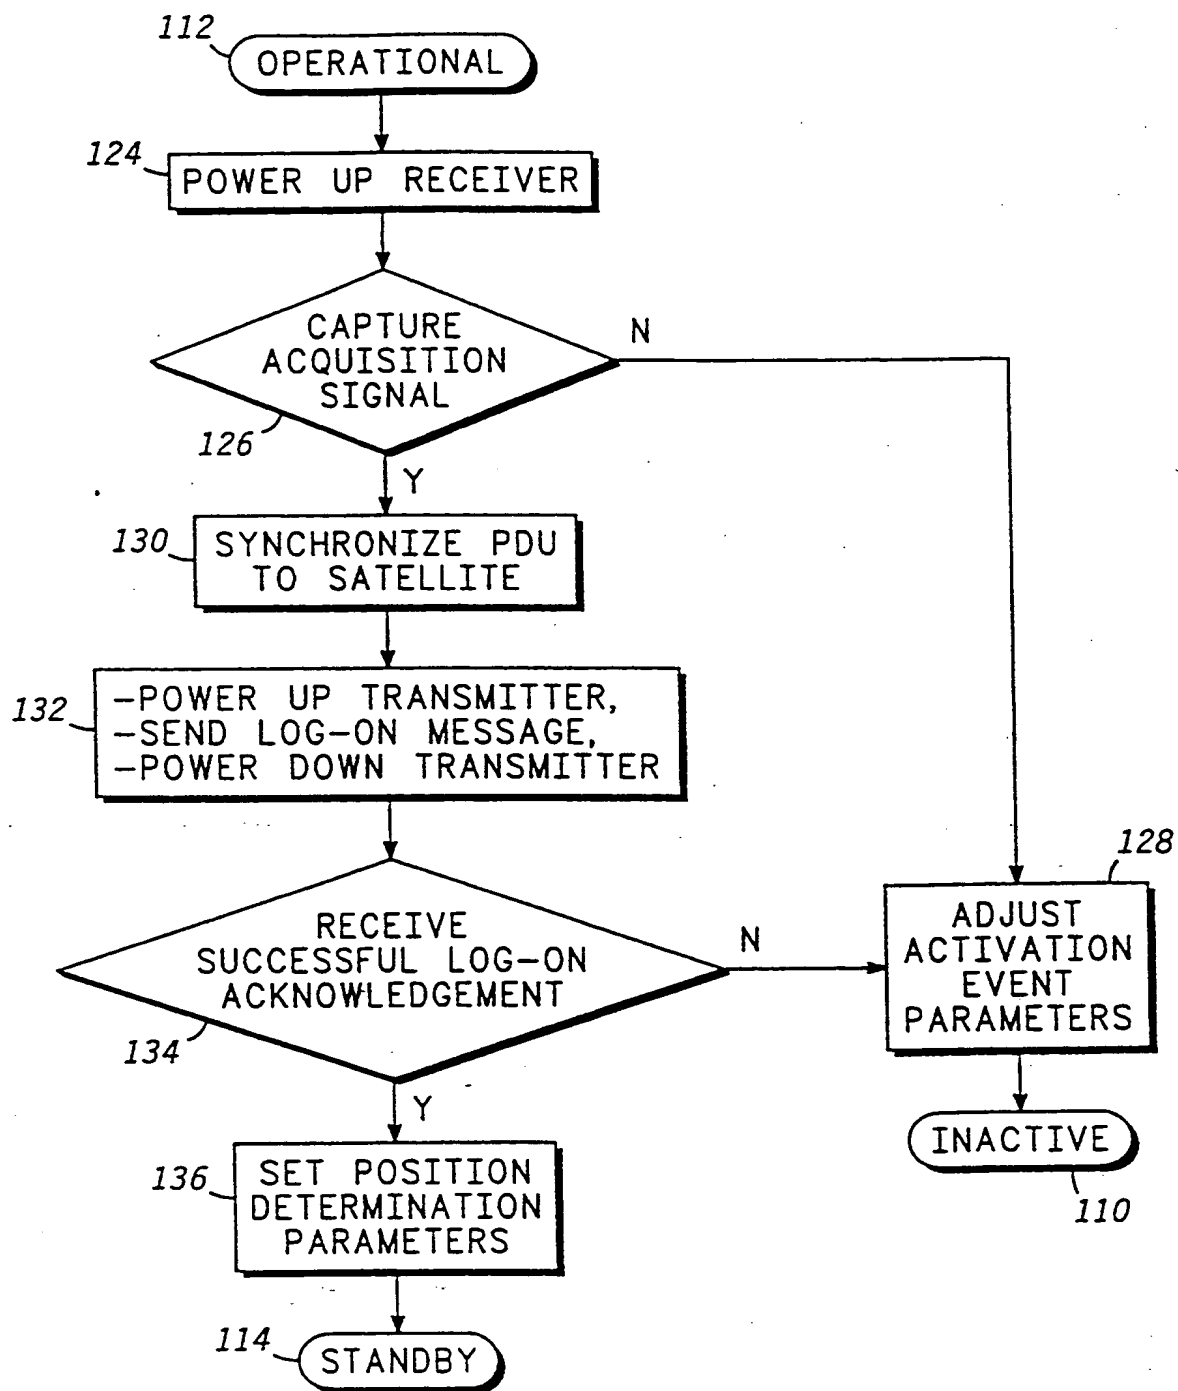 112
OPERATIONAL
124
POWER UP RECEIVER
CAPTURE
ACQUISITION
SIGNAL
N
126
Y
130
SYNCHRONIZE PDU
TO SATELLITE
132
-POWER UP TRANSMITTER,
-SEND LOG-ON MESSAGE,
-POWER DOWN TRANSMITTER
RECEIVE
SUCCESSFUL LOG-ON
ACKNOWLEDGEMENT
N
134
Y
128
ADJUST
ACTIVATION
EVENT
PARAMETERS
INACTIVE
110
136
SET POSITION
DETERMINATION
PARAMETERS
114
STANDBY